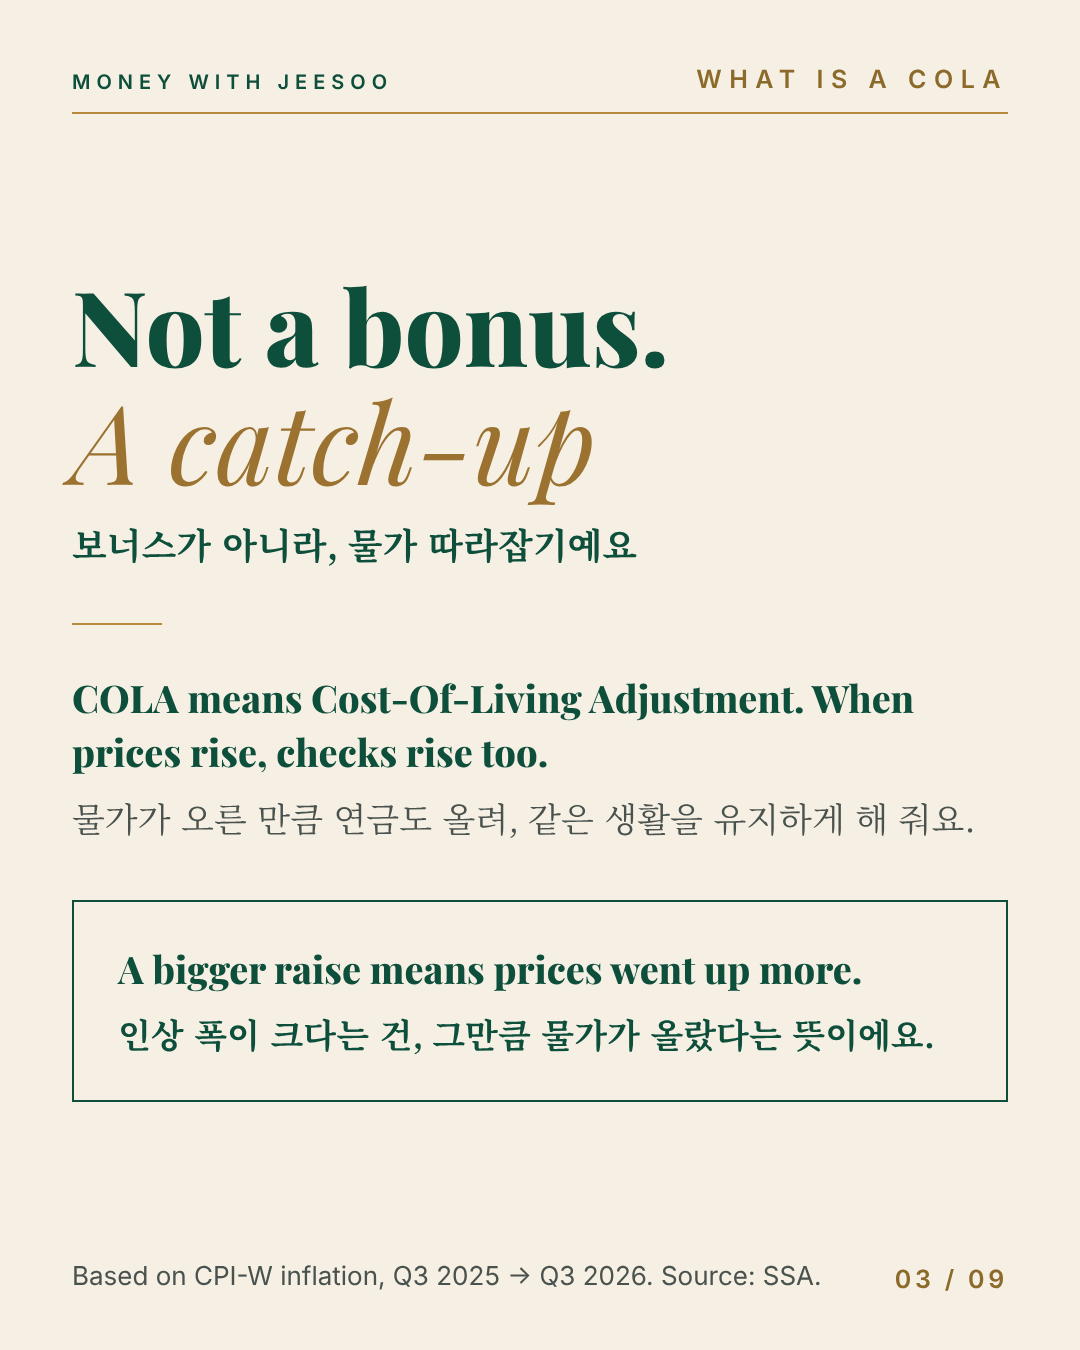 MONEY WITH JEESOO
WHAT IS A COLA
Not a bonus.
A catch-up
보너스가 아니라, 물가 따라잡기예요
COLA means Cost-Of-Living Adjustment. When
prices rise, checks rise too.
물가가 오른 만큼 연금도 올려, 같은 생활을 유지하게 해 줘요.
A bigger raise means prices went up more.
인상 폭이 크다는 건, 그만큼 물가가 올랐다는 뜻이에요.
Based on CPI-W inflation, Q3 2025 → Q3 2026. Source: SSA.
03 / 09